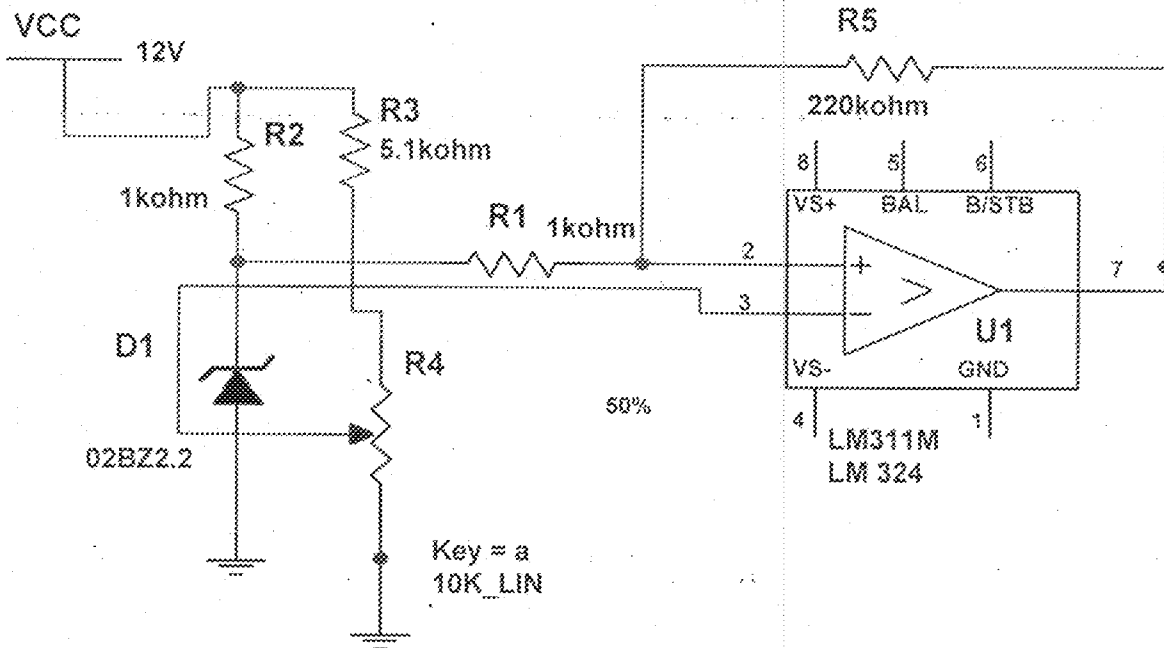 VCC
12V
R5
220kohm
R2
1kohm
R3
5.1kohm
R1
1kohm
8
5
6
VS+
BAL
B/STB
2
3
7
U1
VS-
GND
4
1
LM311M
LM 324
D1
02BZ2.2
R4
50%
Key = a
10K_LIN